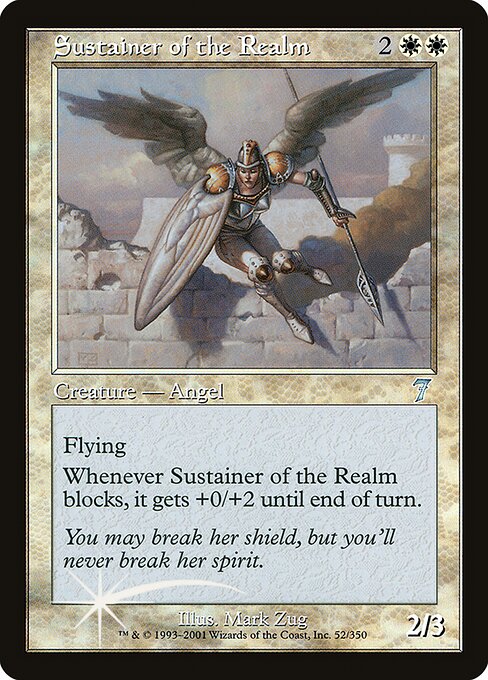 Sustainer of the Realm 2
Creature — Angel 7
Flying
Whenever Sustainer of the Realm
blocks, it gets +0/+2 until end of turn.
You may break her shield, but you'll
never break her spirit.
Illus. Mark Zug
™ & © 1993-2001 Wizards of the Coast, Inc. 52/350
2/3